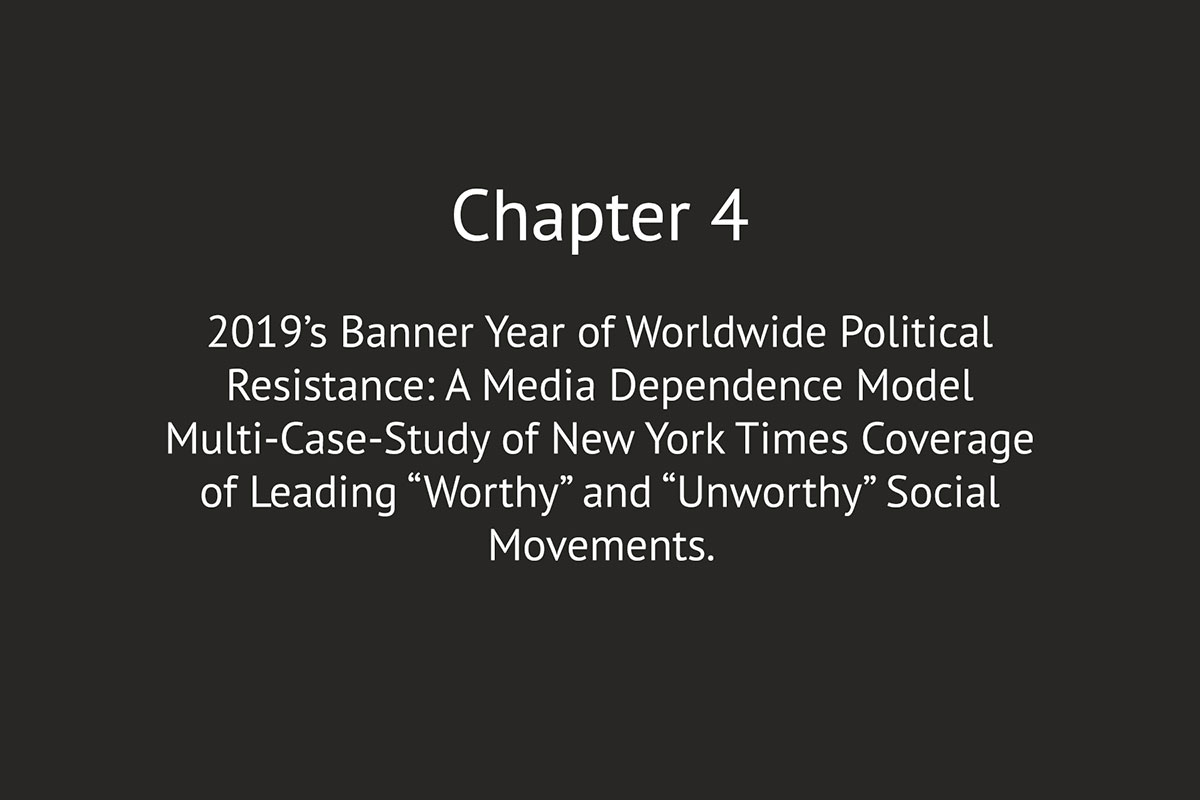 Chapter 4
2019’s Banner Year of Worldwide Political
Resistance: A Media Dependence Model
Multi-Case-Study of New York Times Coverage
of Leading “Worthy” and “Unworthy” Social
Movements.